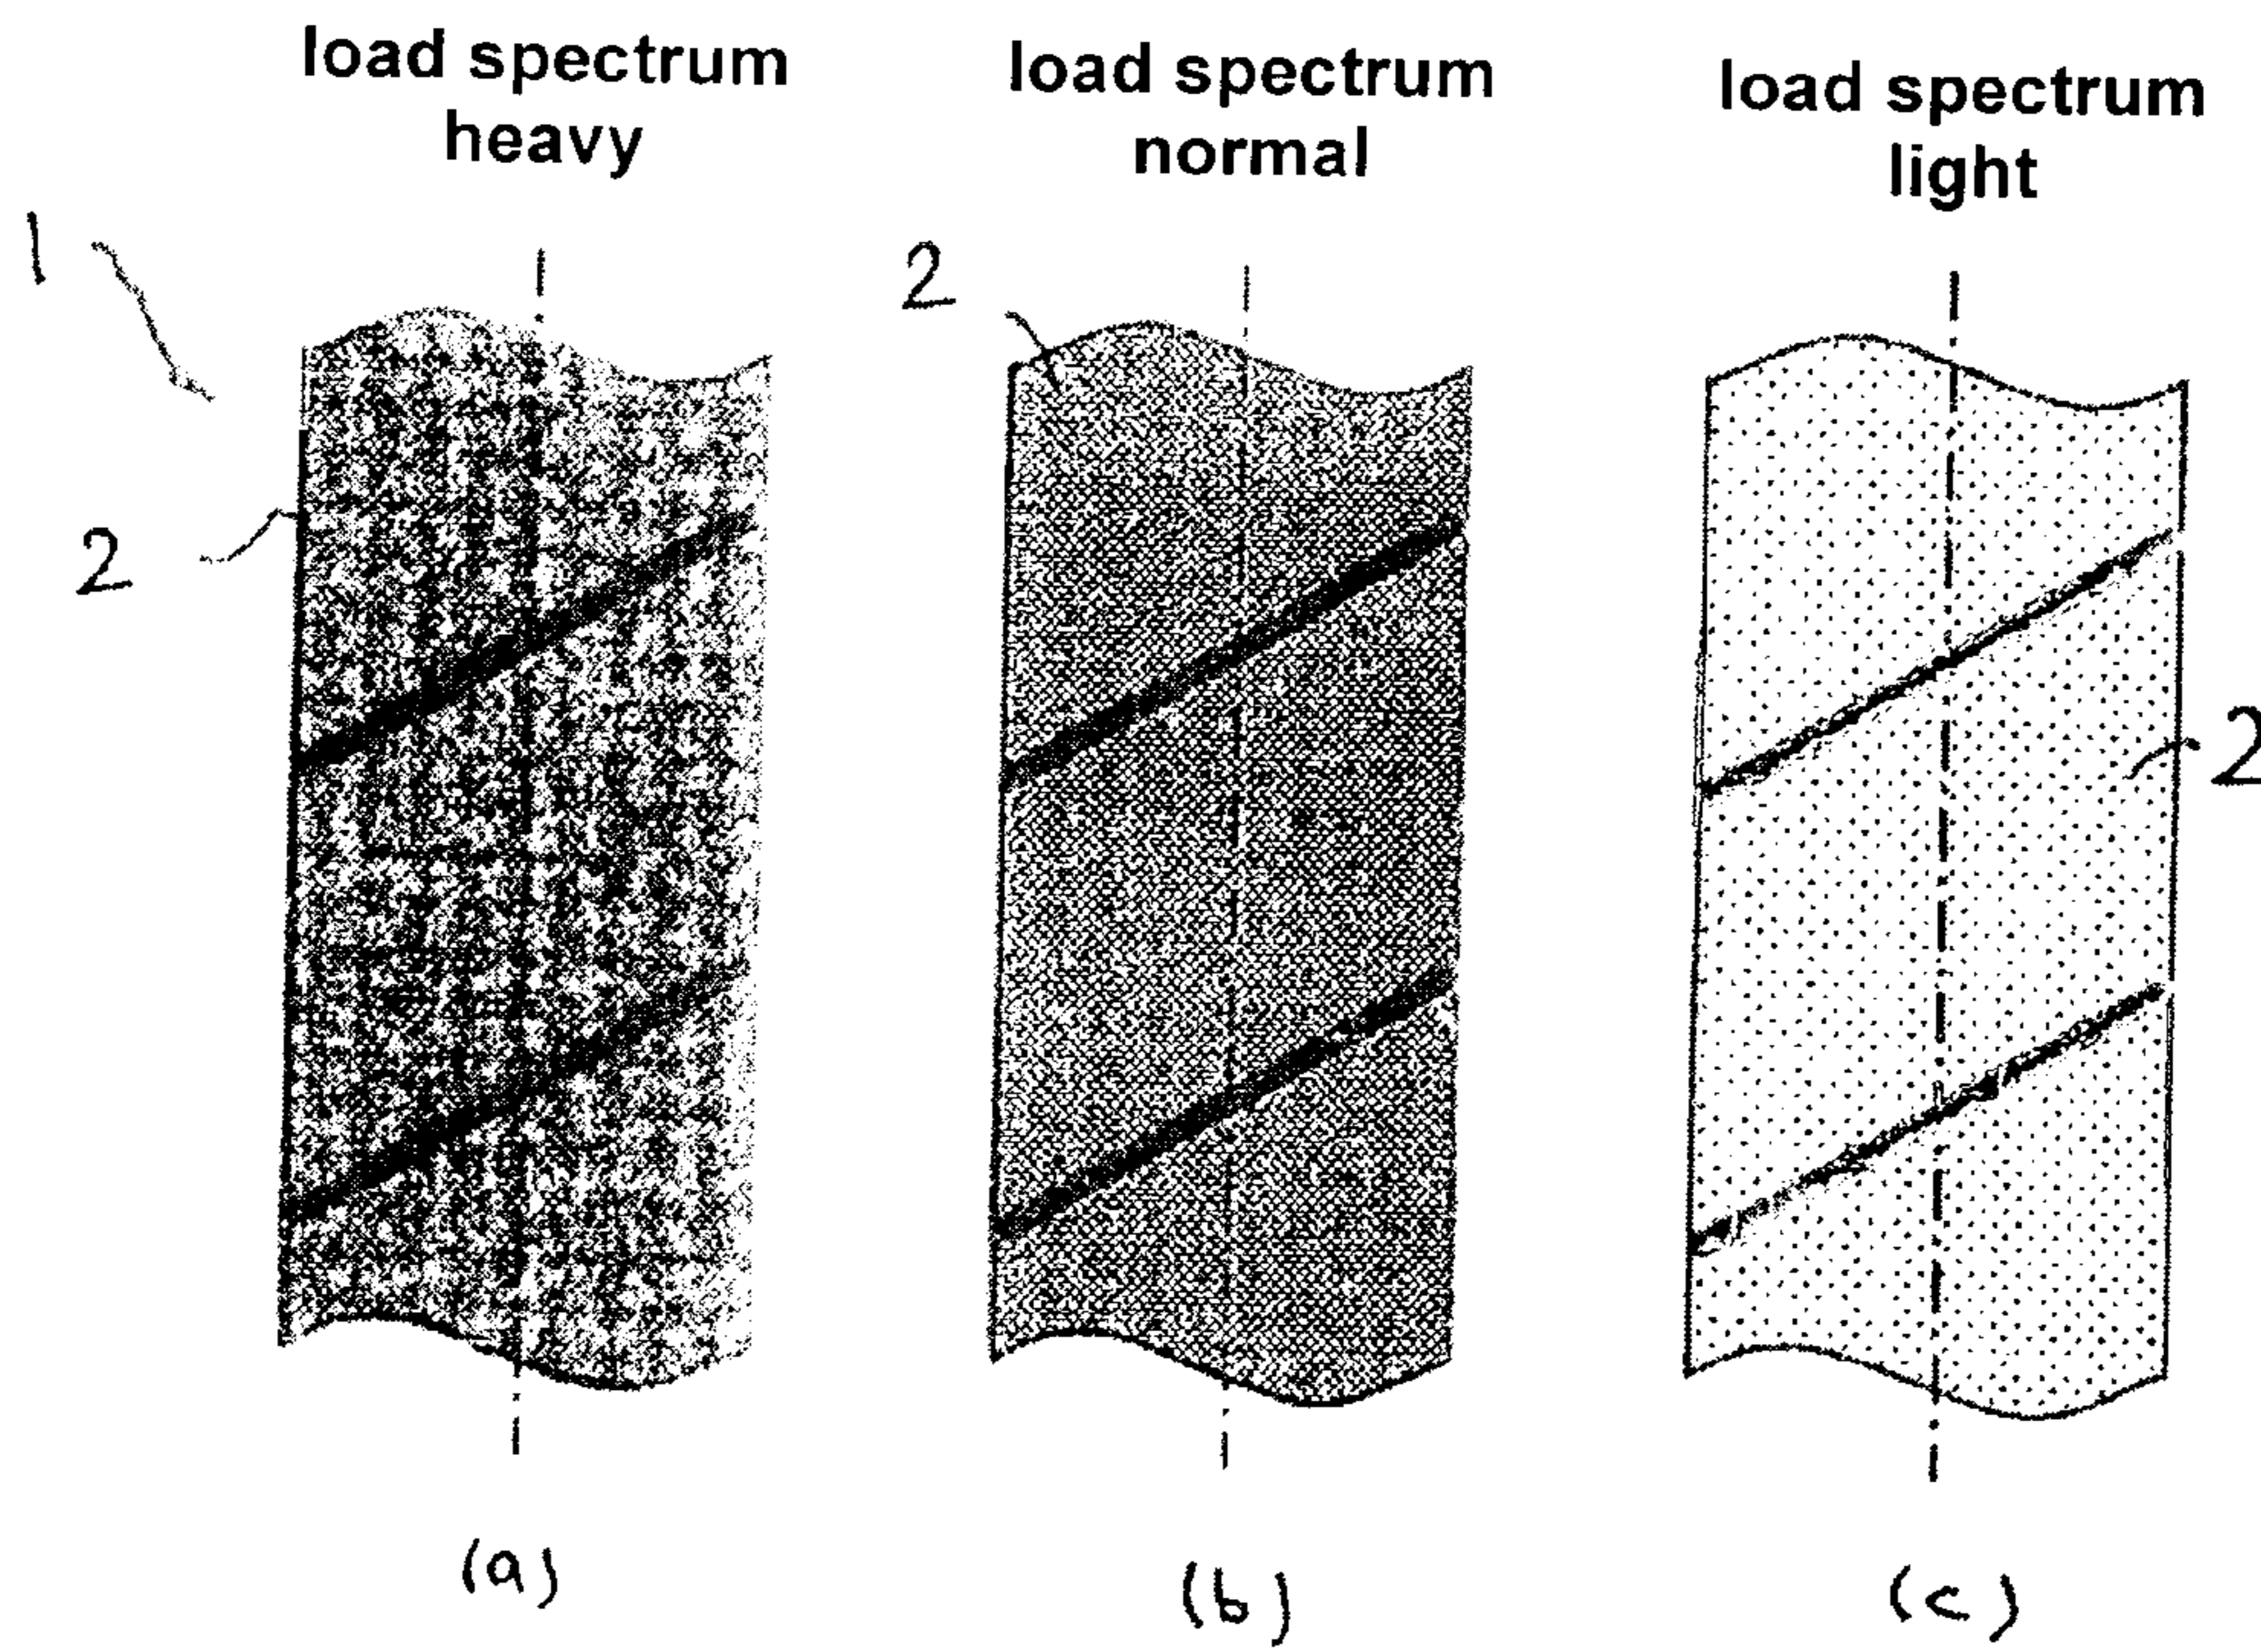 load spectrum
heavy
load spectrum
normal
load spectrum
light
1
2
2
2
(a)
(b)
(c)